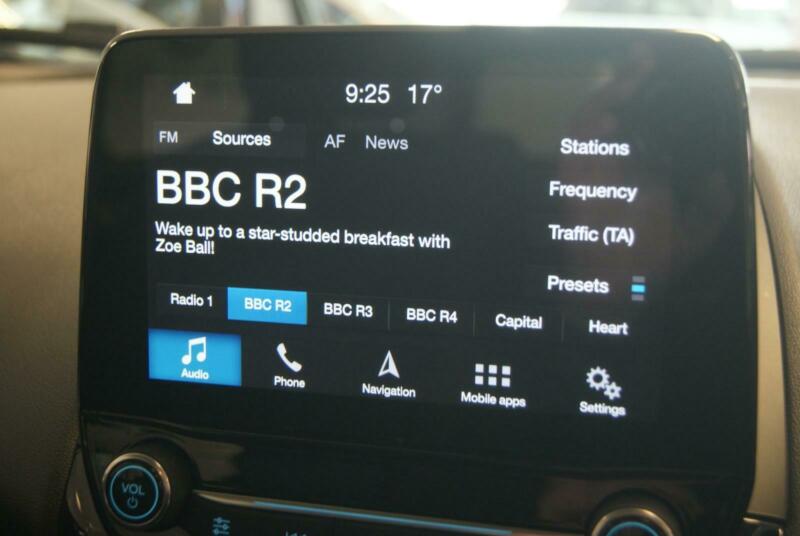 9:25 17°
FM Sources AF News
Stations
BBC R2
Frequency
Wake up to a star-studded breakfast with
Zoe Ball!
Traffic (TA)
Presets
Radio 1 BBC R2 BBC R3 BBC R4 Capital Heart
Audio Phone Navigation Mobile apps Settings
VOL